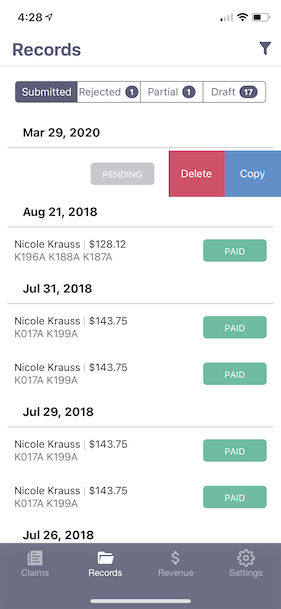 4:28
Records
Submitted Rejected 1 Partial 1 Draft 17
Mar 29, 2020
PENDING Delete Copy
Aug 21, 2018
Nicole Krauss | $128.12
K196A K188A K187A
PAID
Jul 31, 2018
Nicole Krauss | $143.75
K017A K199A
PAID
Nicole Krauss | $143.75
K017A K199A
PAID
Jul 29, 2018
Nicole Krauss | $143.75
K017A K199A
PAID
Nicole Krauss | $143.75
K017A K199A
PAID
Jul 26, 2018
Claims Records Revenue Settings